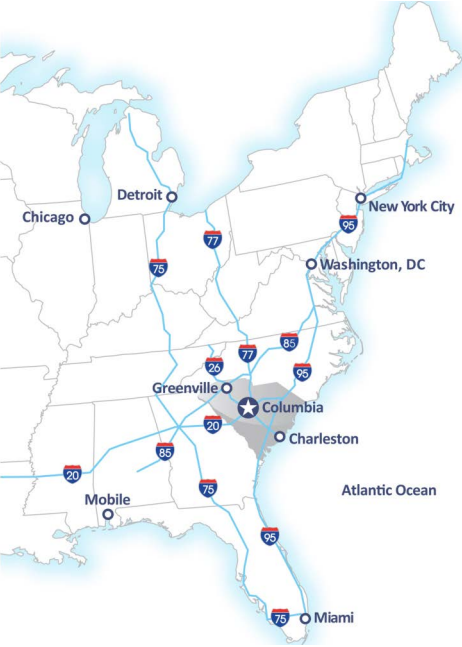 Detroit
New York City
Chicago
95
77
Washington, DC
75
85
77
26
95
Greenville
Columbia
20
Charleston
85
20
75
Atlantic Ocean
Mobile
95
75
Miami